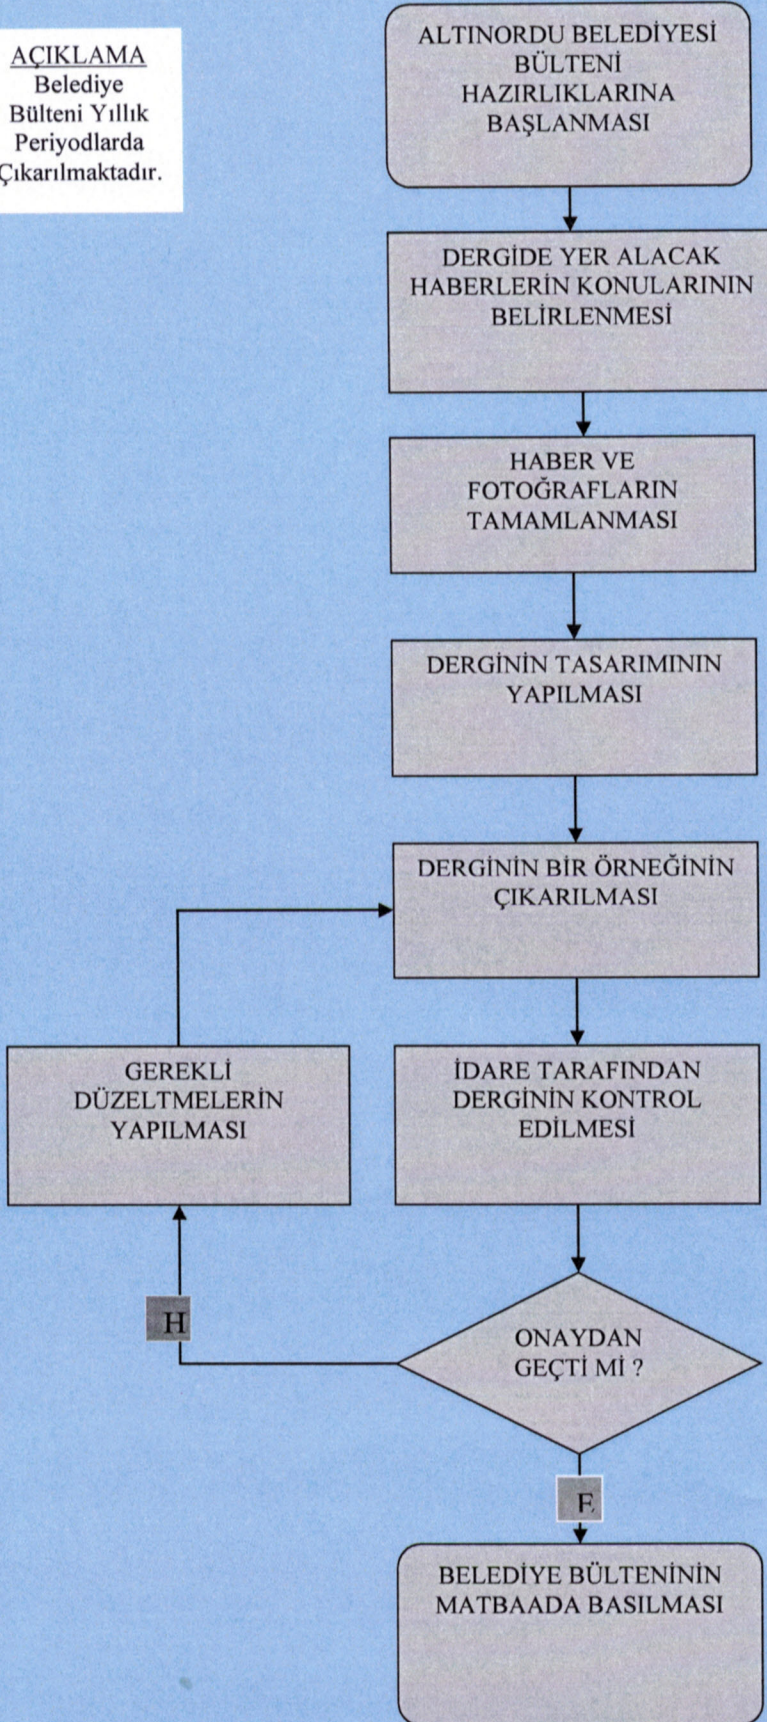 AÇIKLAMA
Belediye
Bülteni Yıllık
Periyodlarda
Çıkarılmaktadır.
ALTINORDU BELEDİYESİ
BÜLTENİ
HAZIRLIKLARINA
BAŞLANMASI
DERGİDE YER ALACAK
HABERLERİN KONULARININ
BELİRLENMESİ
HABER VE
FOTOĞRAFLARIN
TAMAMLANMASI
DERGİNİN TASARIMININ
YAPILMASI
DERGİNİN BİR ÖRNEĞİNİN
ÇIKARILMASI
GEREKLİ
DÜZELTMELERİN
YAPILMASI
İDARE TARAFINDAN
DERGİNİN KONTROL
EDİLMESİ
H
ONAYDAN
GEÇTİ Mİ ?
E
BELEDİYE BÜLTENİNİN
MATBAADA BASILMASI